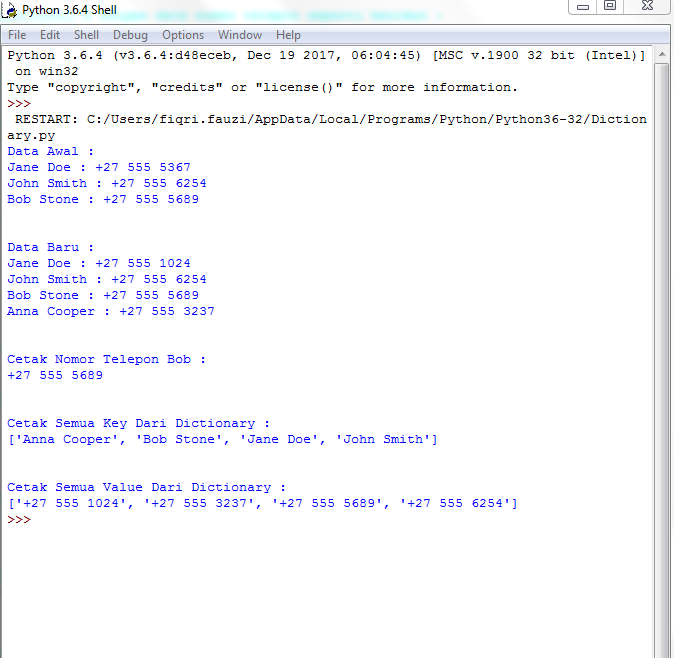 Python 3.6.4 Shell
File Edit Shell Debug Options Window Help
Python 3.6.4 (v3.6.4:d48eceb, Dec 19 2017, 06:04:45) [MSC v.1900 32 bit (Intel)]
 on win32
Type "copyright", "credits" or "license()" for more information.
>>>
 RESTART: C:/Users/fiqri.fauzi/AppData/Local/Programs/Python/Python36-32/Diction
ary.py
Data Awal :
Jane Doe : +27 555 5367
John Smith : +27 555 6254
Bob Stone : +27 555 5689
Data Baru :
Jane Doe : +27 555 1024
John Smith : +27 555 6254
Bob Stone : +27 555 5689
Anna Cooper : +27 555 3237
Cetak Nomor Telepon Bob :
+27 555 5689
Cetak Semua Key Dari Dictionary :
['Anna Cooper', 'Bob Stone', 'Jane Doe', 'John Smith']
Cetak Semua Value Dari Dictionary :
['+27 555 1024', '+27 555 3237', '+27 555 5689', '+27 555 6254']
>>>